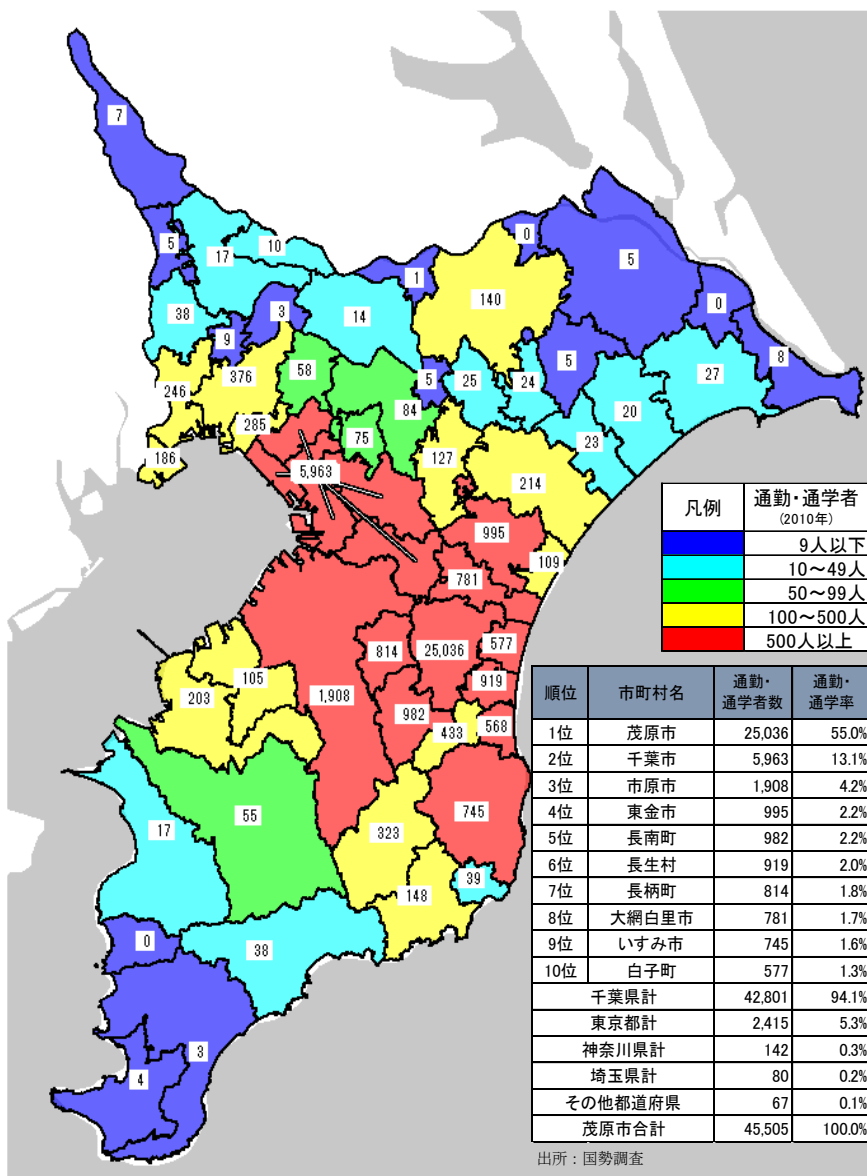 7
0
5
10
17
1
5
140
0
38
3
14
9
5
8
58
5
25
24
27
376
246
84
20
285
75
23
127
186
5,963
214
995
109
781
577
814
25,036
919
105
203
1,908
982
568
433
745
17
55
323
39
148
0
38
3
4
凡例 通勤・通学者
(2010年)
9人以下
10～49人
50～99人
100～500人
500人以上
順位 市町村名 通勤・通学者数 通勤・通学率
1位 茂原市 25,036 55.0%
2位 千葉市 5,963 13.1%
3位 市原市 1,908 4.2%
4位 東金市 995 2.2%
5位 長南町 982 2.2%
6位 長生村 919 2.0%
7位 長柄町 814 1.8%
8位 大網白里市 781 1.7%
9位 いすみ市 745 1.6%
10位 白子町 577 1.3%
千葉県計 42,801 94.1%
東京都計 2,415 5.3%
神奈川県計 142 0.3%
埼玉県計 80 0.2%
その他都道府県 67 0.1%
茂原市合計 45,505 100.0%
出所：国勢調査